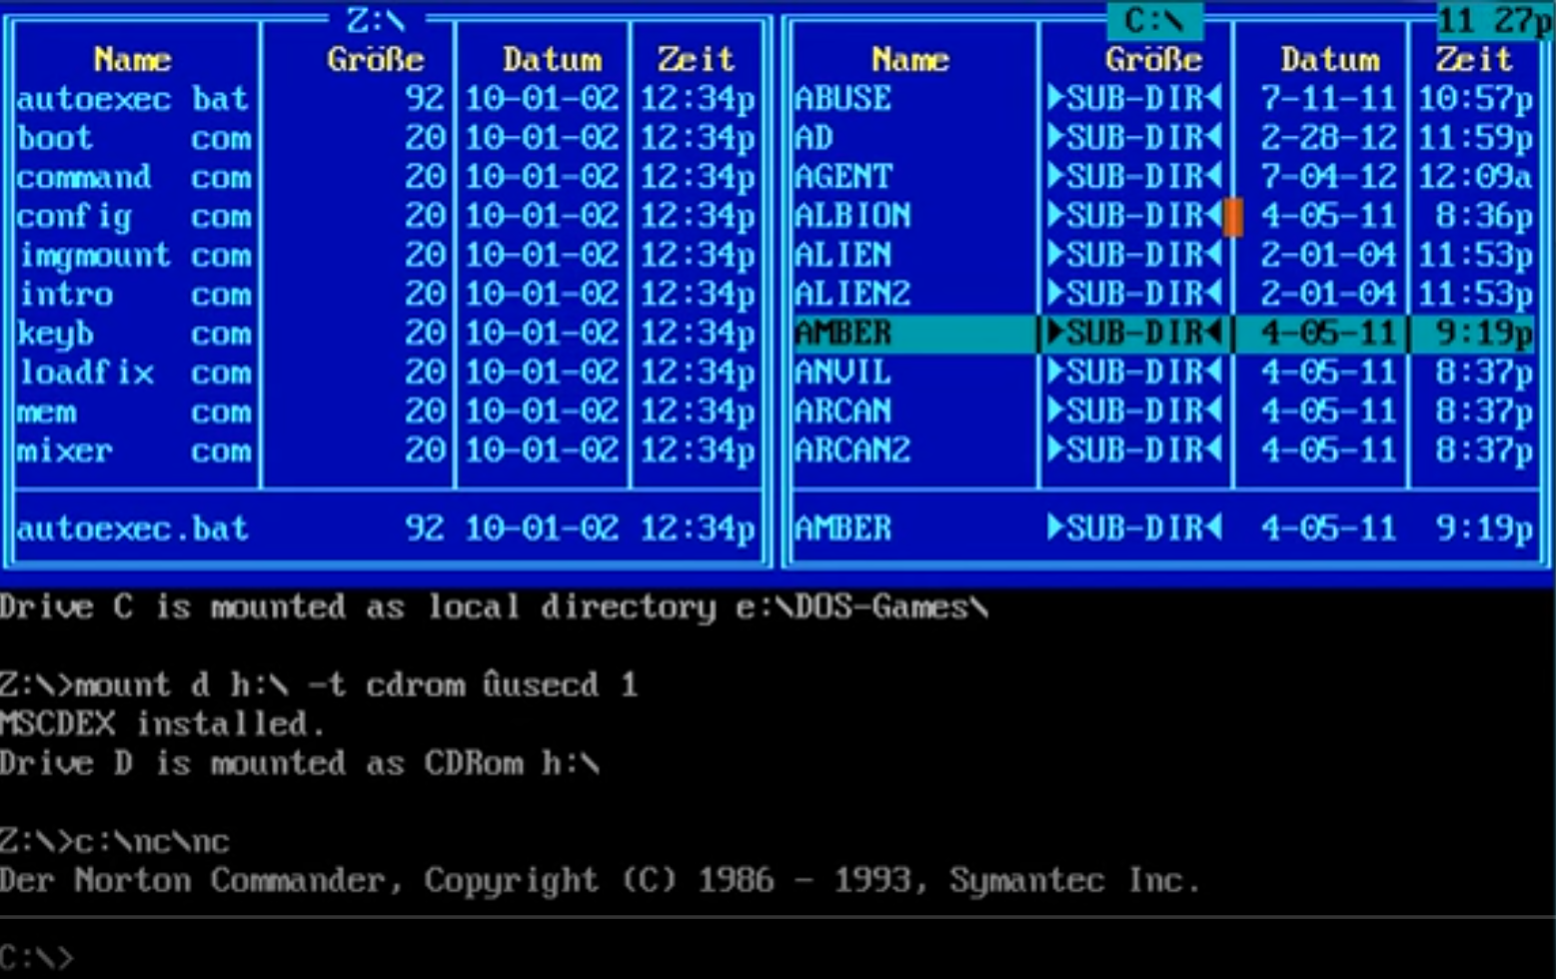 Z:\
Name Größe Datum Zeit
autoexec bat 92 10-01-02 12:34p
boot com 20 10-01-02 12:34p
command com 20 10-01-02 12:34p
config com 20 10-01-02 12:34p
imgmount com 20 10-01-02 12:34p
intro com 20 10-01-02 12:34p
keyb com 20 10-01-02 12:34p
loadfix com 20 10-01-02 12:34p
mem com 20 10-01-02 12:34p
mixer com 20 10-01-02 12:34p
autoexec.bat 92 10-01-02 12:34p
C:\ 11 27p
Name Größe Datum Zeit
ABUSE ►SUB-DIR◄ 7-11-11 10:57p
AD ►SUB-DIR◄ 2-28-12 11:59p
AGENT ►SUB-DIR◄ 7-04-12 12:09a
ALBION ►SUB-DIR◄ 4-05-11 8:36p
ALIEN ►SUB-DIR◄ 2-01-04 11:53p
ALIEN2 ►SUB-DIR◄ 2-01-04 11:53p
AMBER ►SUB-DIR◄ 4-05-11 9:19p
ANVIL ►SUB-DIR◄ 4-05-11 8:37p
ARCAN ►SUB-DIR◄ 4-05-11 8:37p
ARCAN2 ►SUB-DIR◄ 4-05-11 8:37p
AMBER ►SUB-DIR◄ 4-05-11 9:19p
Drive C is mounted as local directory e:\DOS-Games\
Z:\>mount d h:\ -t cdrom ûusecd 1
MSCDEX installed.
Drive D is mounted as CDRom h:\
Z:\>c:\nc\nc
Der Norton Commander, Copyright (C) 1986 - 1993, Symantec Inc.
C:\>